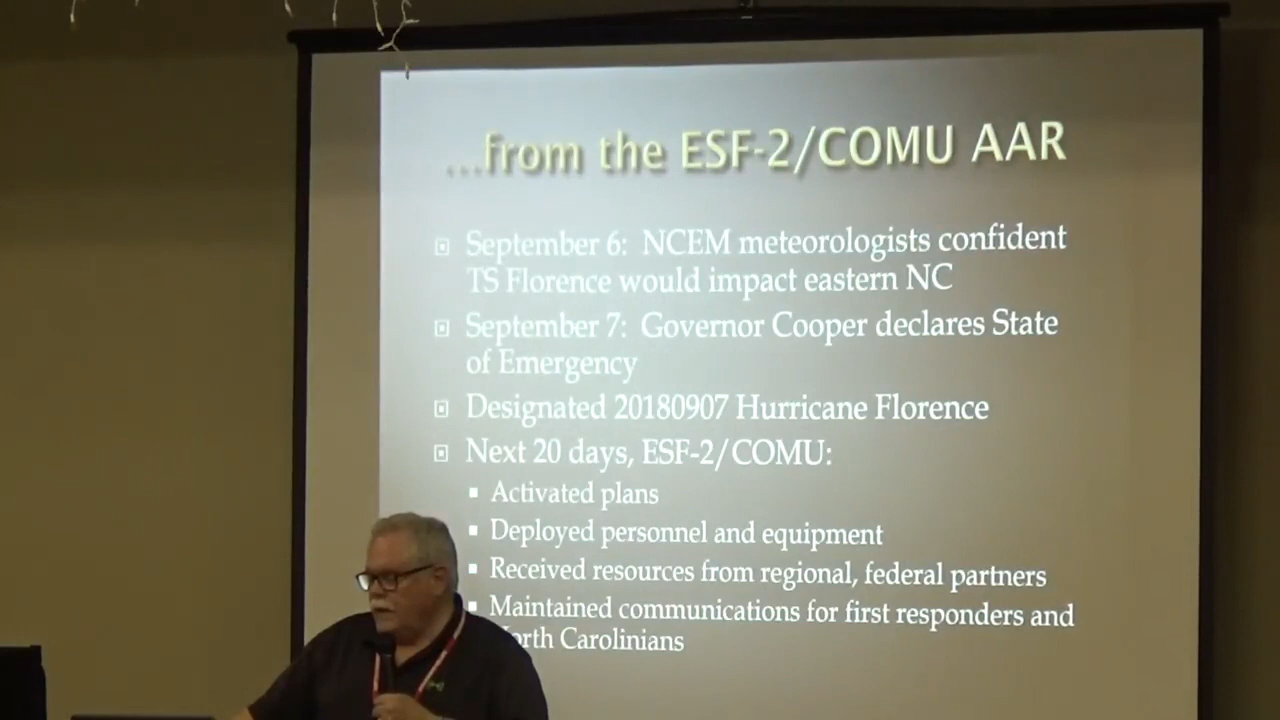 ...from the ESF-2/COMU AAR
September 6: NCEM meteorologists confident
TS Florence would impact eastern NC
September 7: Governor Cooper declares State
of Emergency
Designated 20180907 Hurricane Florence
Next 20 days, ESF-2/COMU:
Activated plans
Deployed personnel and equipment
Received resources from regional, federal partners
Maintained communications for first responders and
orth Carolinians